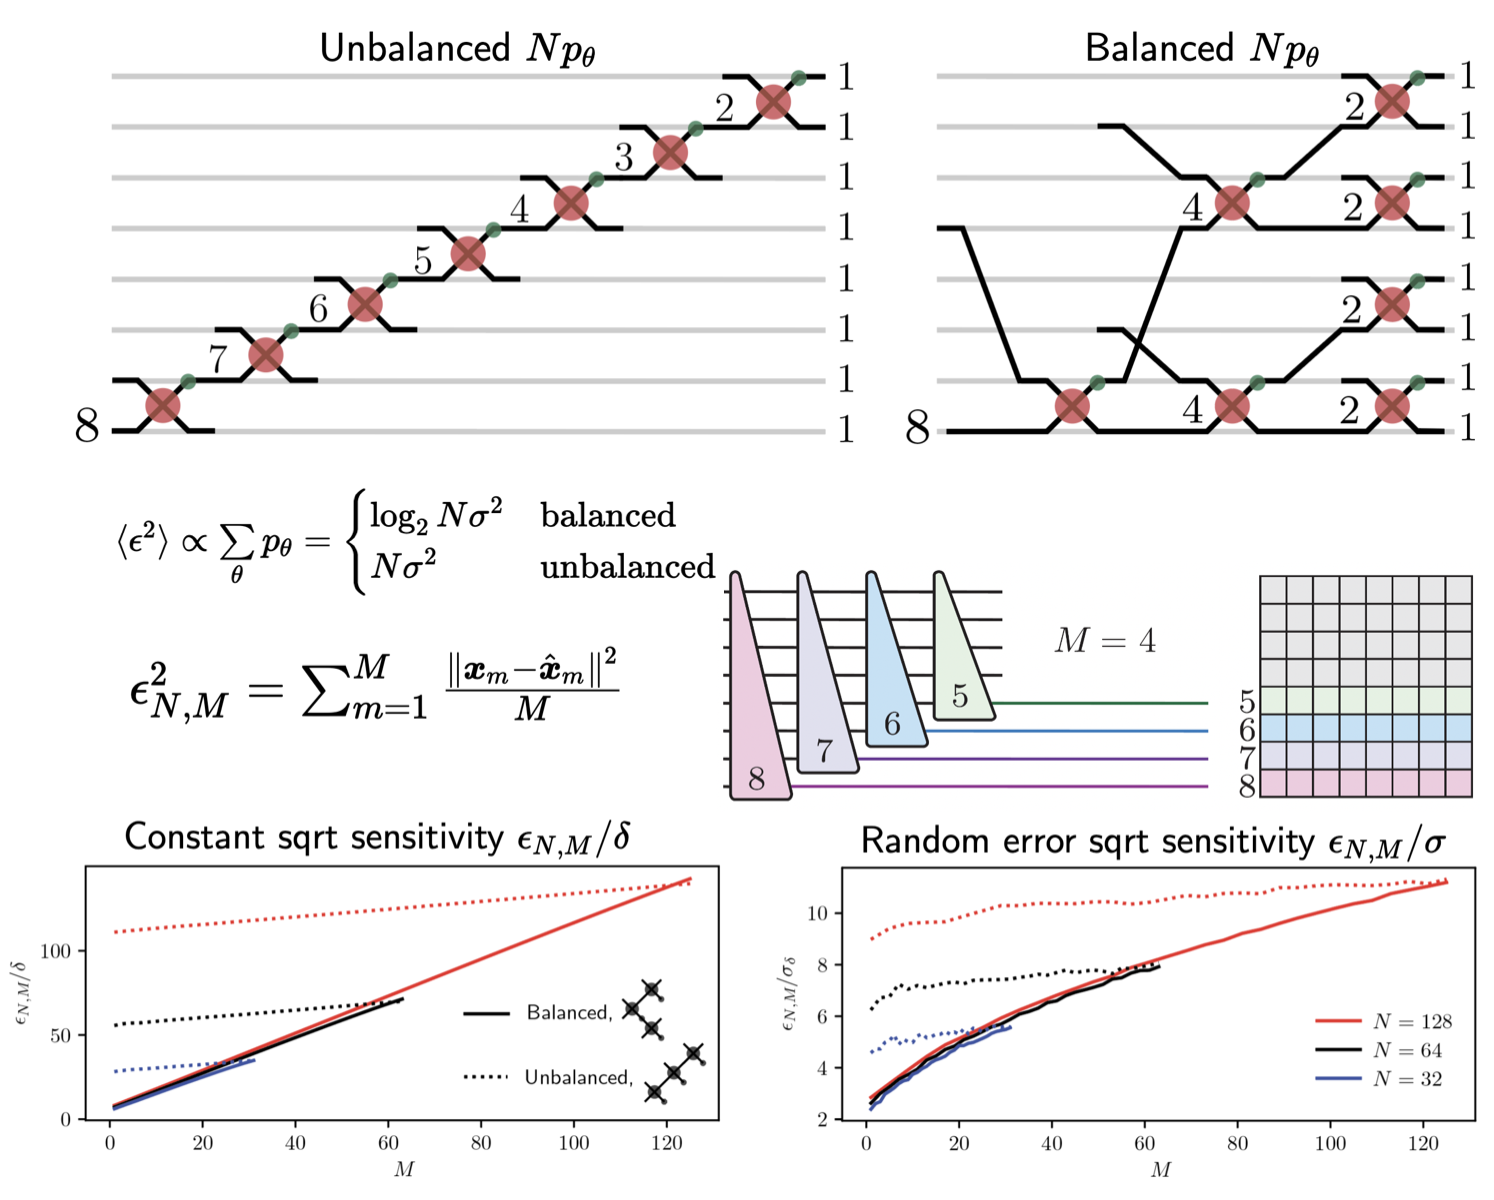 Unbalanced Npθ
2
1
1
3
1
4
1
5
1
6
1
7
1
8
1
Balanced Npθ
2
1
1
4
2
1
1
2
1
1
4
2
1
8
1
⟨ϵ²⟩ ∝ ∑θ pθ = { log₂ Nσ² balanced
Nσ² unbalanced
ϵ²N,M = ∑ᴹm=1 ‖xm−x̂m‖² / M
8
7
6
5
M = 4
5
6
7
8
Constant sqrt sensitivity ϵN,M/δ
ϵN,M/δ
100
50
0
0 20 40 60 80 100 120
M
Balanced,
Unbalanced,
Random error sqrt sensitivity ϵN,M/σ
ϵN,M/σδ
10
8
6
4
2
0 20 40 60 80 100 120
M
N = 128
N = 64
N = 32